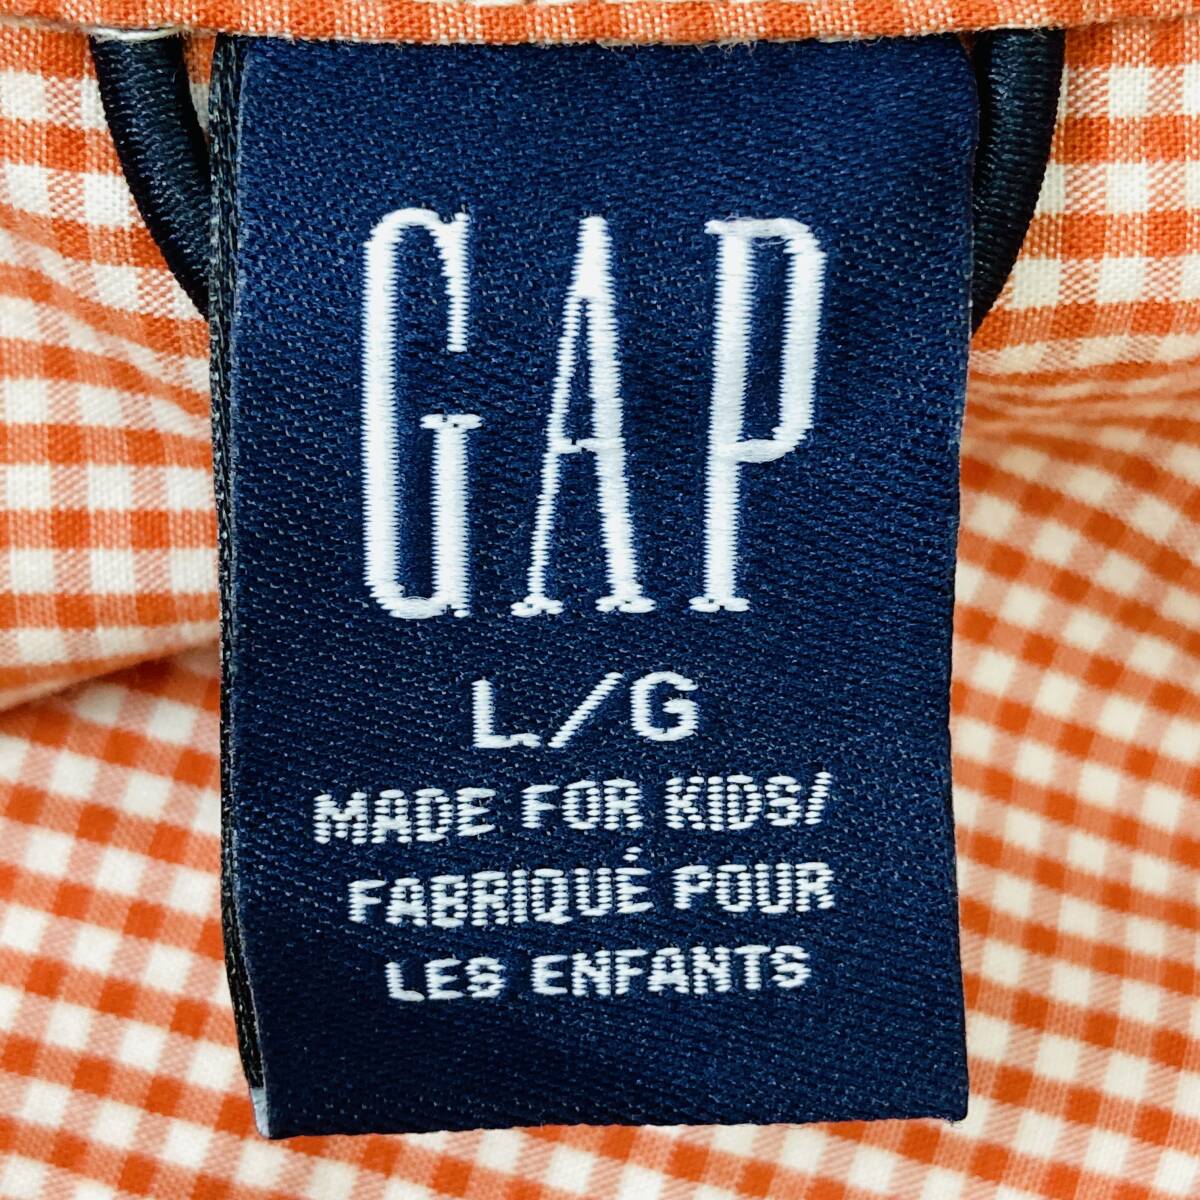 GAP
L/G
MADE FOR KIDS/
FABRIQUÉ POUR
LES ENFANTS